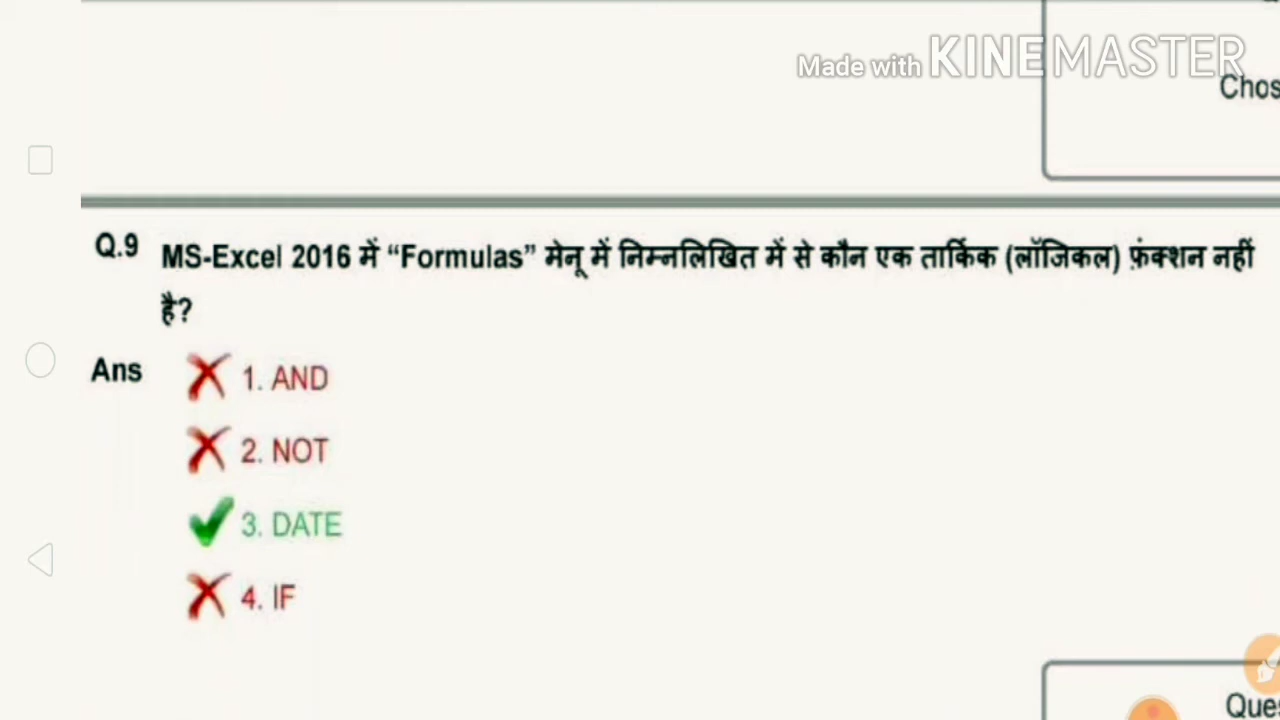 Made with KINEMASTER
Chos
Q.9 MS-Excel 2016 में “Formulas” मेनू में निम्नलिखित में से कौन एक तार्किक (लॉजिकल) फ़ंक्शन नहीं
है?
Ans 1. AND
2. NOT
3. DATE
4. IF
Que